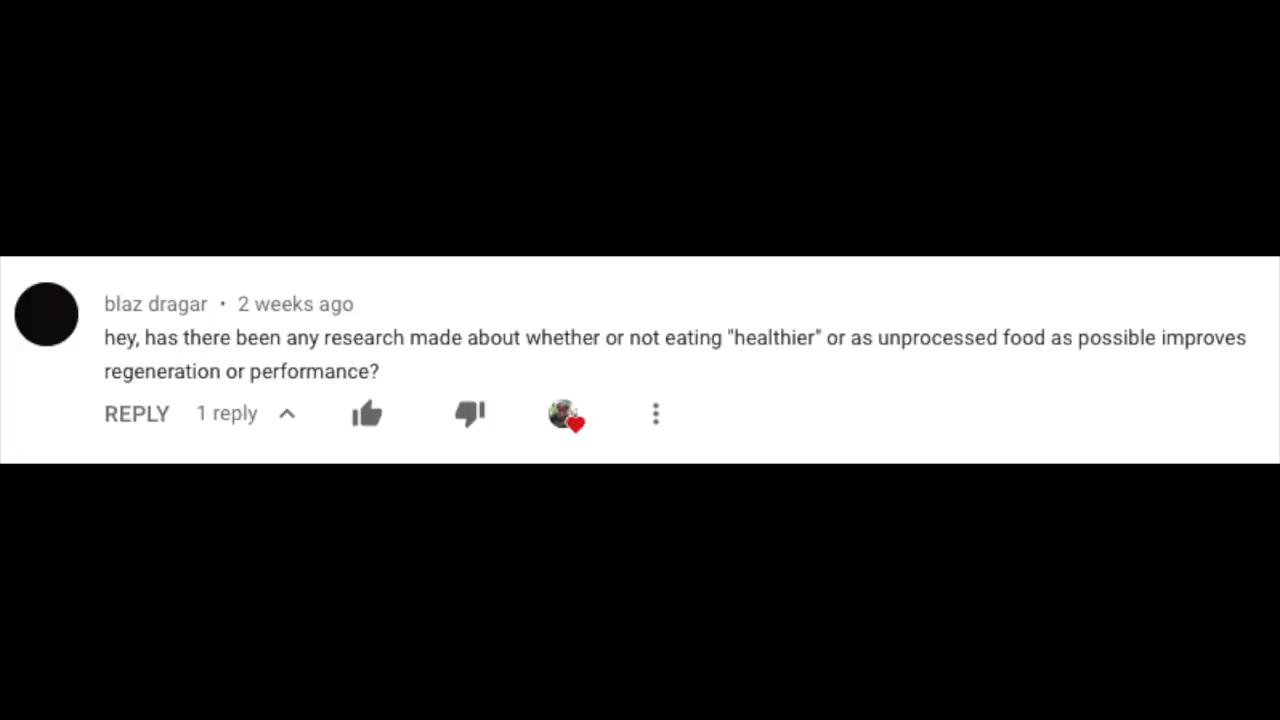 blaz dragar • 2 weeks ago
hey, has there been any research made about whether or not eating "healthier" or as unprocessed food as possible improves
regeneration or performance?
REPLY 1 reply